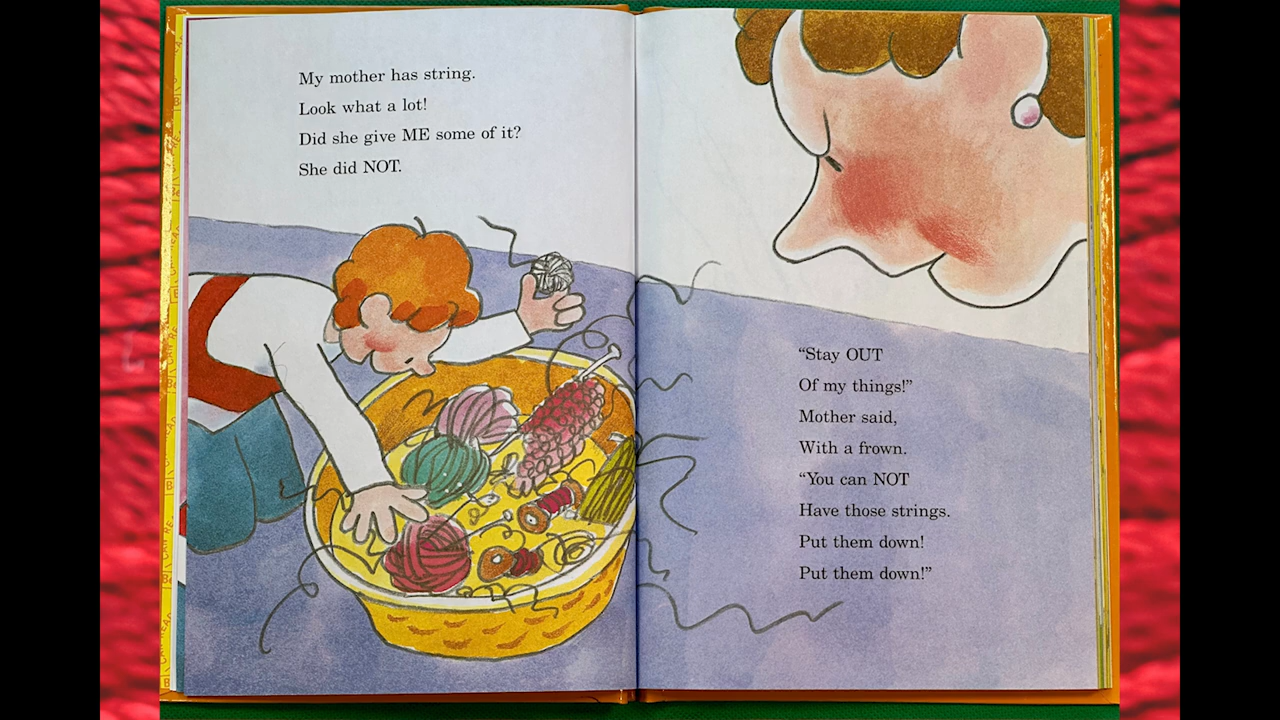 My mother has string.
Look what a lot!
Did she give ME some of it?
She did NOT.
“Stay OUT
Of my things!”
Mother said,
With a frown.
“You can NOT
Have those strings.
Put them down!
Put them down!”